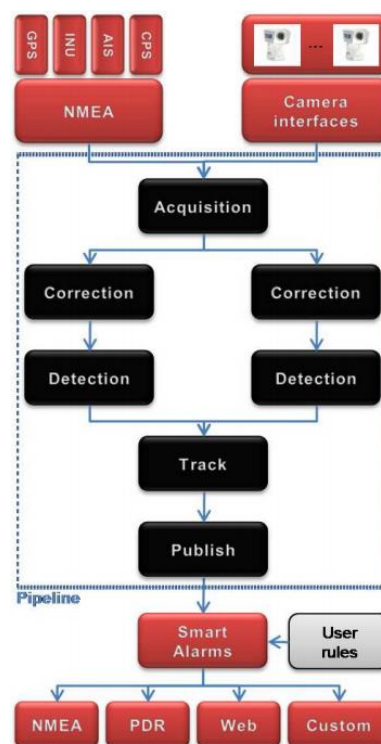 GPS
INU
AIS
CPS
...
NMEA
Camera
interfaces
Acquisition
Correction
Correction
Detection
Detection
Track
Publish
Pipeline
Smart
Alarms
User
rules
NMEA
PDR
Web
Custom